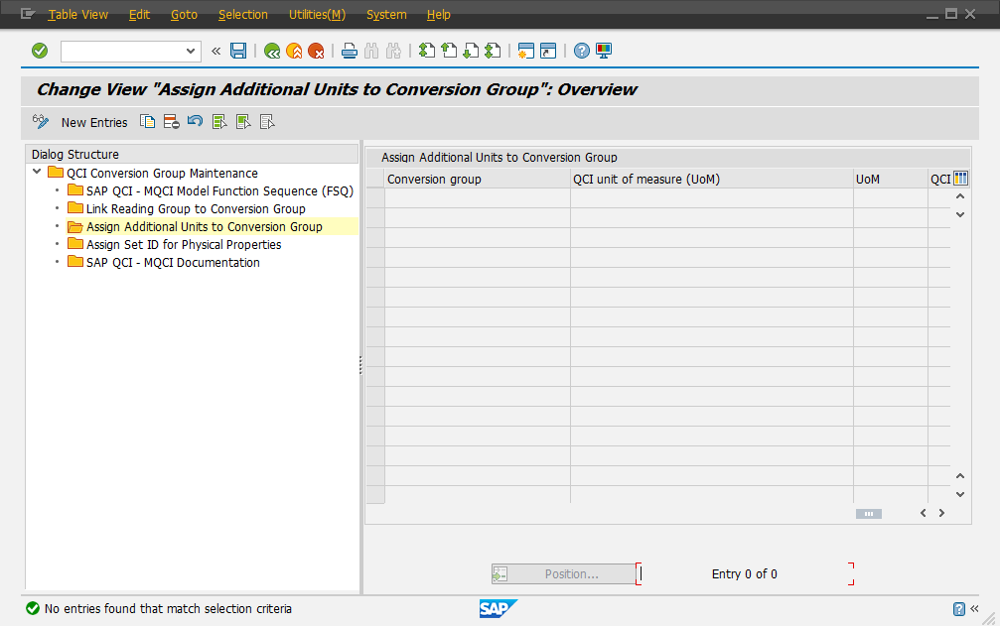 Table View Edit Goto Selection Utilities(M) System Help
Change View "Assign Additional Units to Conversion Group": Overview
New Entries
Dialog Structure
QCI Conversion Group Maintenance
SAP QCI - MQCI Model Function Sequence (FSQ)
Link Reading Group to Conversion Group
Assign Additional Units to Conversion Group
Assign Set ID for Physical Properties
SAP QCI - MQCI Documentation
Assign Additional Units to Conversion Group
Conversion group QCI unit of measure (UoM) UoM QCI
Position... Entry 0 of 0
No entries found that match selection criteria
SAP